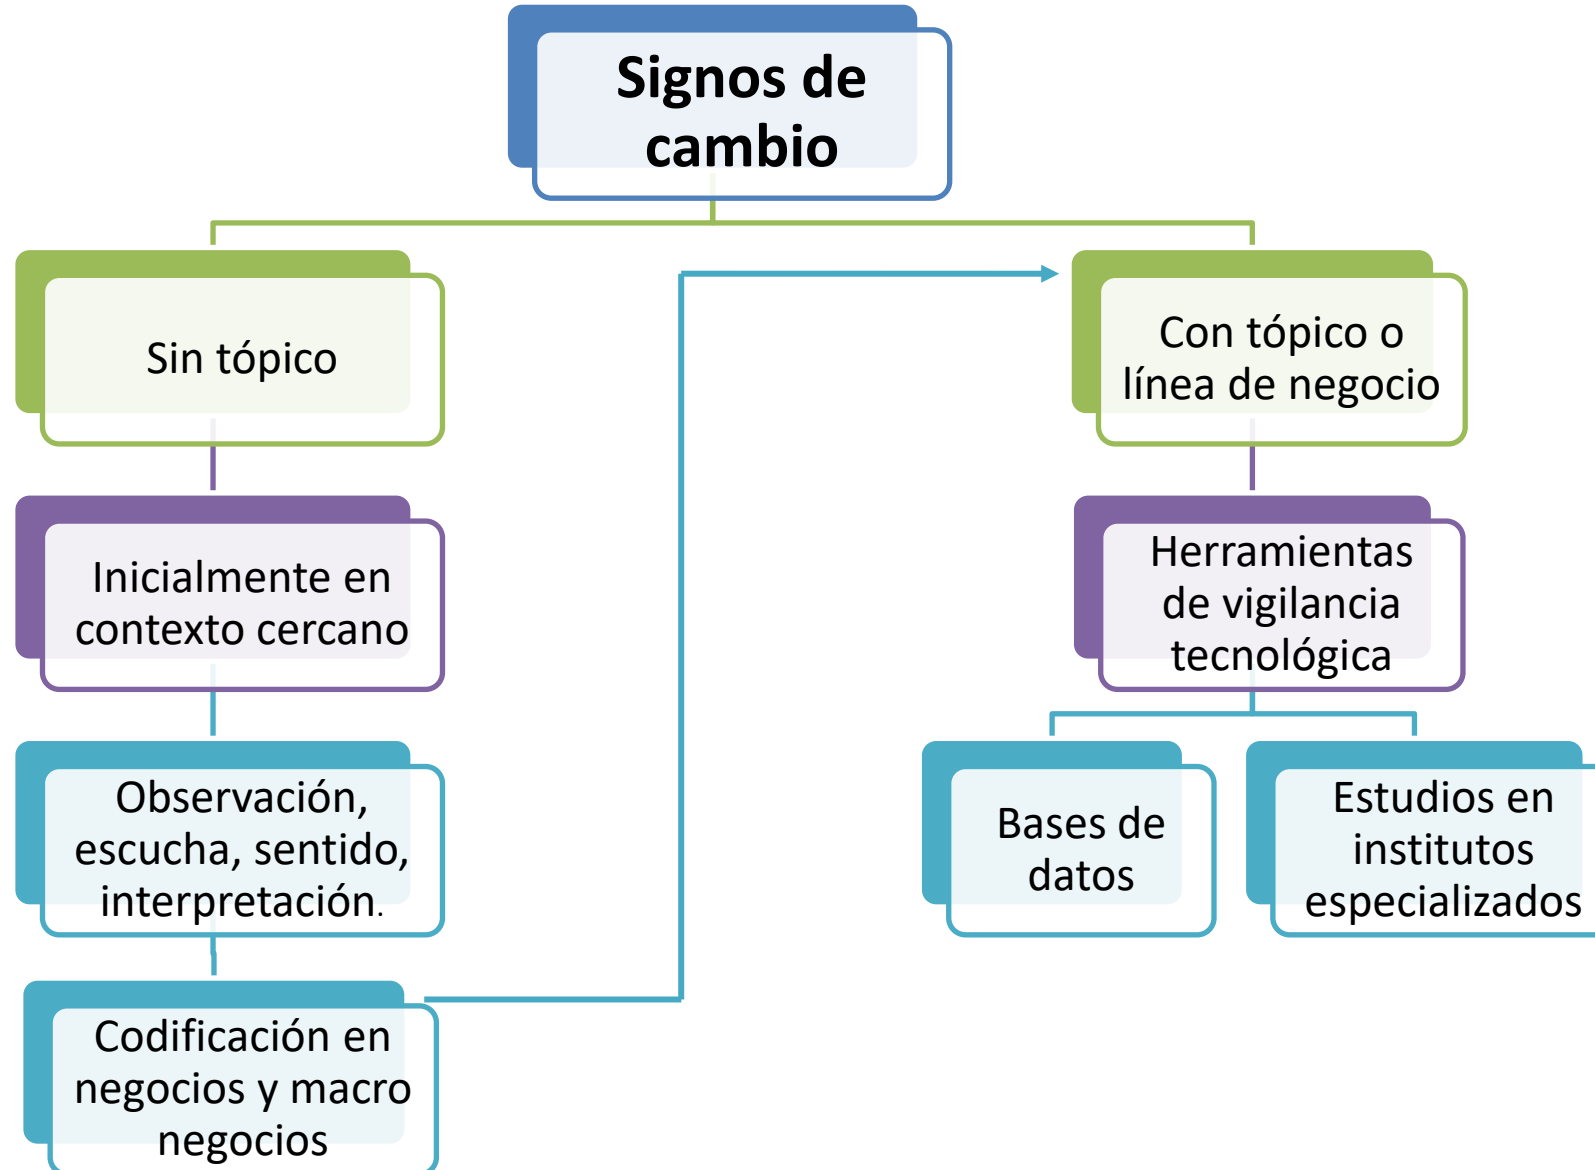 Signos de
cambio
Sin tópico
Con tópico o
línea de negocio
Inicialmente en
contexto cercano
Herramientas
de vigilancia
tecnológica
Observación,
escucha, sentido,
interpretación.
Bases de
datos
Estudios en
institutos
especializados
Codificación en
negocios y macro
negocios